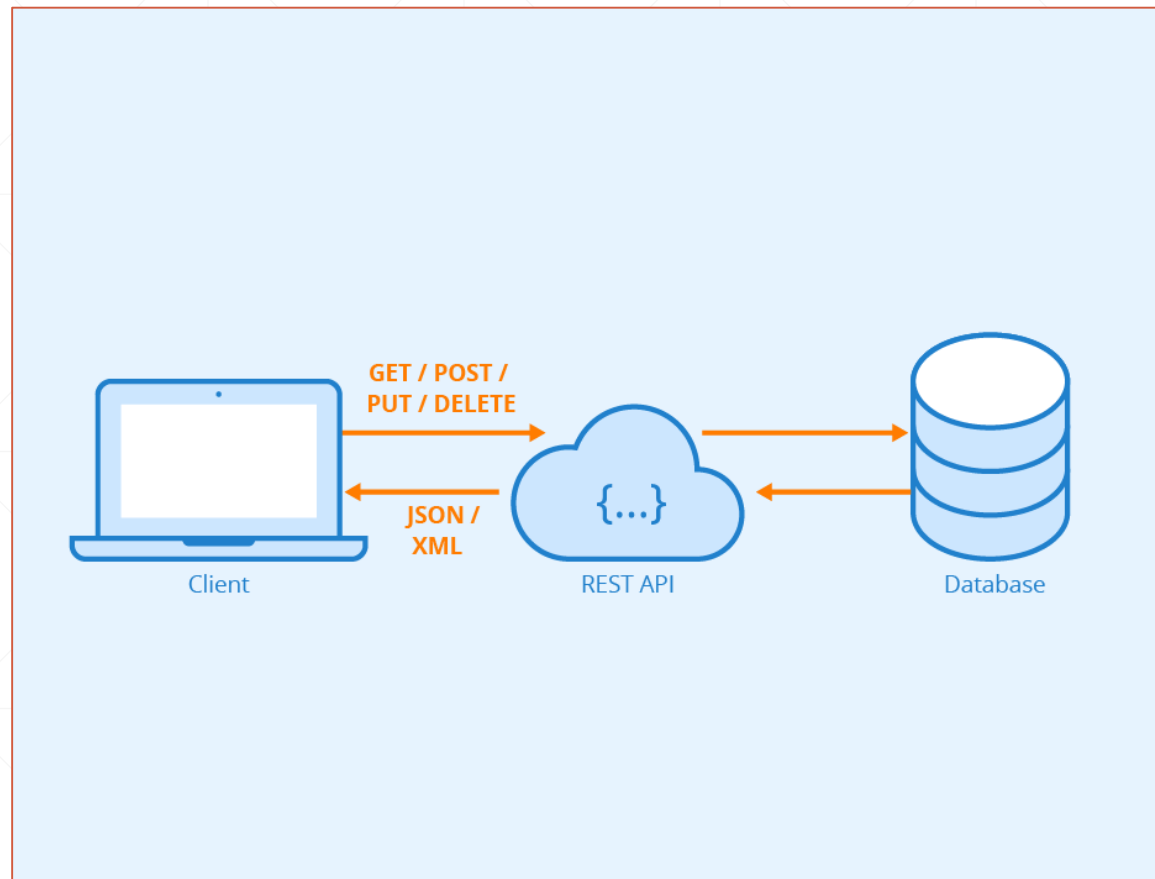 GET / POST /
PUT / DELETE
{...}
JSON /
XML
Client
REST API
Database